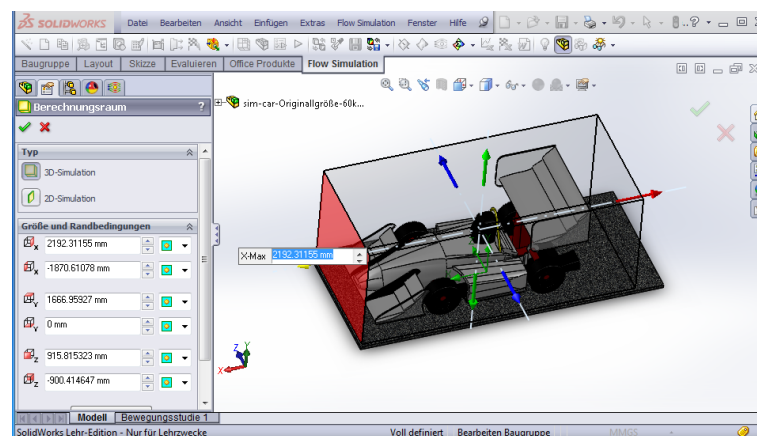 SOLIDWORKS Datei Bearbeiten Ansicht Einfügen Extras Flow Simulation Fenster Hilfe
Baugruppe Layout Skizze Evaluieren Office Produkte Flow Simulation
Berechnungsraum ?
sim-car-Originallgröße-60k...
Typ
3D-Simulation
2D-Simulation
Größe und Randbedingungen
X 2192.31155 mm
X-Max 2192.31155 mm
X -1870.61078 mm
Y 1666.95927 mm
Y 0 mm
Z 915.815323 mm
Z -900.414647 mm
Z Y
X
Modell Bewegungsstudie 1
SolidWorks Lehr-Edition - Nur für Lehrzwecke Voll definiert Bearbeiten Baugruppe MMGS